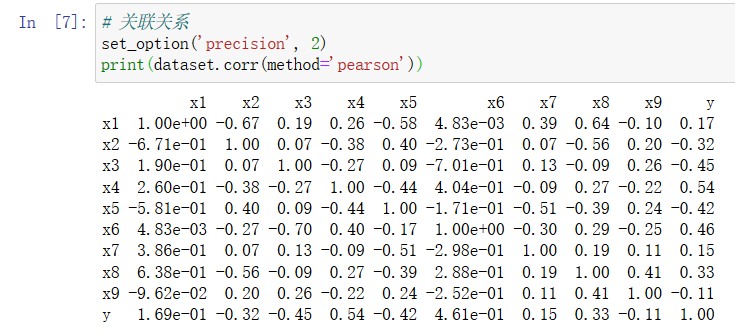 In [7]: # 关联关系
set_option('precision', 2)
print(dataset.corr(method='pearson'))
x1 x2 x3 x4 x5 x6 x7 x8 x9 y
x1 1.00e+00 -0.67 0.19 0.26 -0.58 4.83e-03 0.39 0.64 -0.10 0.17
x2 -6.71e-01 1.00 0.07 -0.38 0.40 -2.73e-01 0.07 -0.56 0.20 -0.32
x3 1.90e-01 0.07 1.00 -0.27 0.09 -7.01e-01 0.13 -0.09 0.26 -0.45
x4 2.60e-01 -0.38 -0.27 1.00 -0.44 4.04e-01 -0.09 0.27 -0.22 0.54
x5 -5.81e-01 0.40 0.09 -0.44 1.00 -1.71e-01 -0.51 -0.39 0.24 -0.42
x6 4.83e-03 -0.27 -0.70 0.40 -0.17 1.00e+00 -0.30 0.29 -0.25 0.46
x7 3.86e-01 0.07 0.13 -0.09 -0.51 -2.98e-01 1.00 0.19 0.11 0.15
x8 6.38e-01 -0.56 -0.09 0.27 -0.39 2.88e-01 0.19 1.00 0.41 0.33
x9 -9.62e-02 0.20 0.26 -0.22 0.24 -2.52e-01 0.11 0.41 1.00 -0.11
y 1.69e-01 -0.32 -0.45 0.54 -0.42 4.61e-01 0.15 0.33 -0.11 1.00